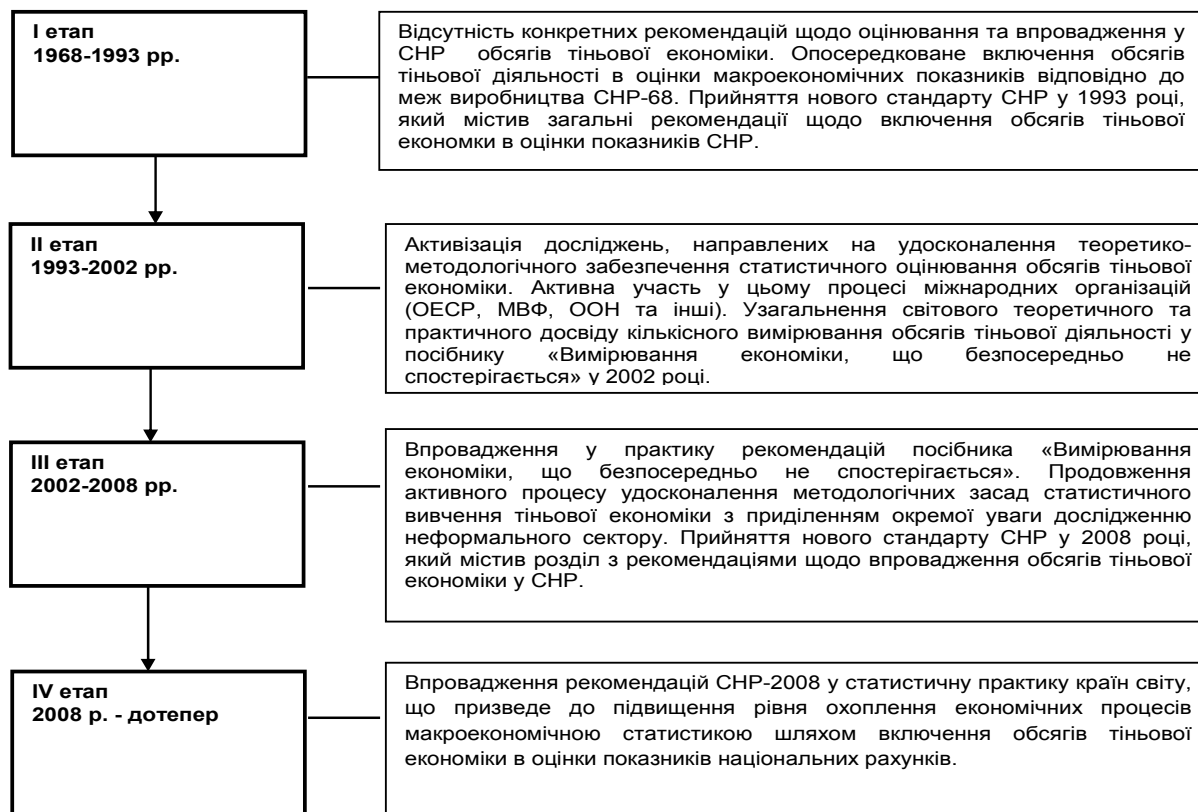 I етап
1968-1993 рр.
Відсутність конкретних рекомендацій щодо оцінювання та впровадження у
СНР обсягів тіньової економіки. Опосередковане включення обсягів
тіньової діяльності в оцінки макроекономічних показників відповідно до
меж виробництва СНР-68. Прийняття нового стандарту СНР у 1993 році,
який містив загальні рекомендації щодо включення обсягів тіньової
економки в оцінки показників СНР.
II етап
1993-2002 рр.
Активізація досліджень, направлених на удосконалення теоретико-
методологічного забезпечення статистичного оцінювання обсягів тіньової
економіки. Активна участь у цьому процесі міжнародних організацій
(ОЕСР, МВФ, ООН та інші). Узагальнення світового теоретичного та
практичного досвіду кількісного вимірювання обсягів тіньової діяльності у
посібнику «Вимірювання економіки, що безпосередньо не
спостерігається» у 2002 році.
III етап
2002-2008 рр.
Впровадження у практику рекомендацій посібника «Вимірювання
економіки, що безпосередньо не спостерігається». Продовження
активного процесу удосконалення методологічних засад статистичного
вивчення тіньової економіки з приділенням окремої уваги дослідженню
неформального сектору. Прийняття нового стандарту СНР у 2008 році,
який містив розділ з рекомендаціями щодо впровадження обсягів тіньової
економіки у СНР.
IV етап
2008 р. - дотепер
Впровадження рекомендацій СНР-2008 у статистичну практику країн світу,
що призведе до підвищення рівня охоплення економічних процесів
макроекономічною статистикою шляхом включення обсягів тіньової
економіки в оцінки показників національних рахунків.